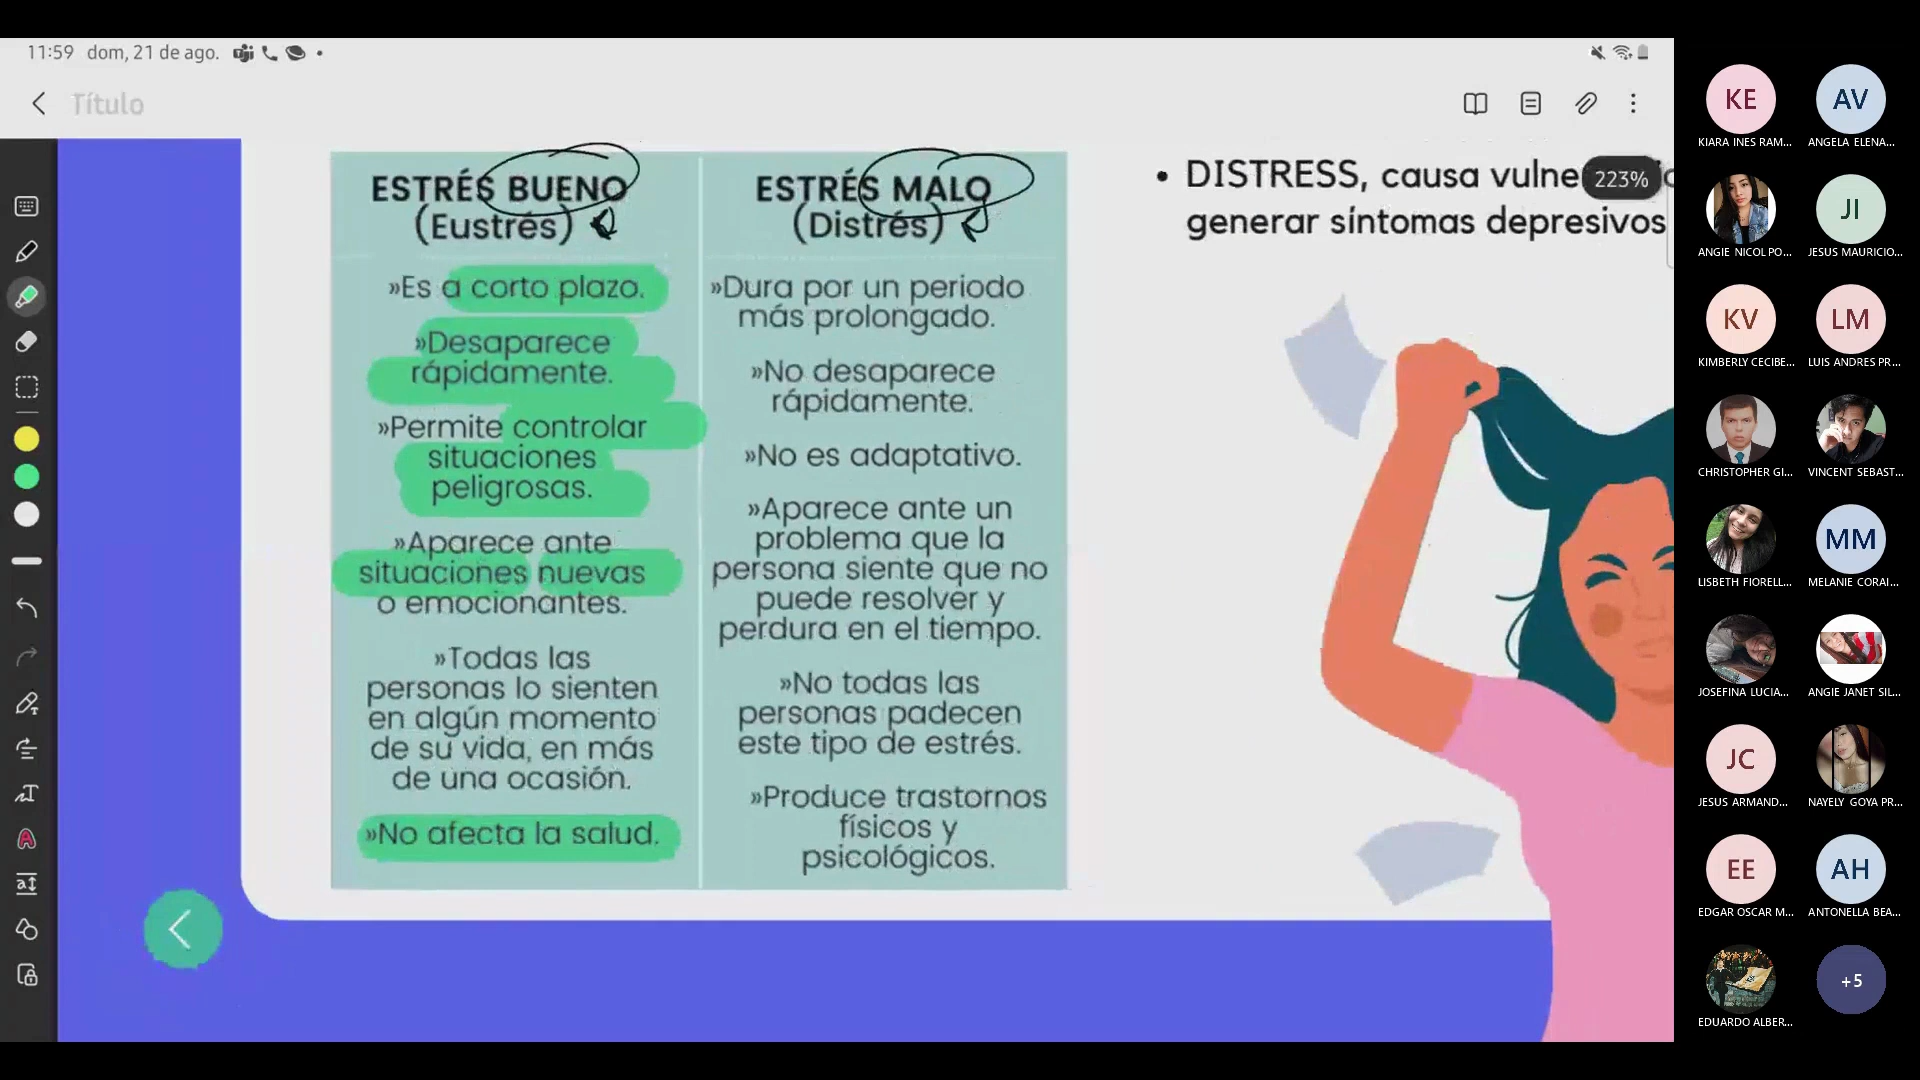 11:59 dom, 21 de ago.
Título
223%
ESTRÉS BUENO
(Eustrés)
»Es a corto plazo.
»Desaparece
rápidamente.
»Permite controlar
situaciones
peligrosas.
»Aparece ante
situaciones nuevas
o emocionantes.
»Todas las
personas lo sienten
en algún momento
de su vida, en más
de una ocasión.
»No afecta la salud.
ESTRÉS MALO
(Distrés)
»Dura por un periodo
más prolongado.
»No desaparece
rápidamente.
»No es adaptativo.
»Aparece ante un
problema que la
persona siente que no
puede resolver y
perdura en el tiempo.
»No todas las
personas padecen
este tipo de estrés.
»Produce trastornos
físicos y
psicológicos.
• DISTRESS, causa
generar síntomas depresivos
KE
KIARA INES RAM...
AV
ANGELA ELENA...
ANGIE NICOL PO...
JI
JESUS MAURICIO...
KV
KIMBERLY CECIBE...
LM
LUIS ANDRES PR...
CHRISTOPHER GI...
VINCENT SEBAST...
LISBETH FIORELL...
MM
MELANIE CORAI...
JOSEFINA LUCIA...
ANGIE JANET SIL...
JC
JESUS ARMAND...
NAYELY GOYA PR...
EE
EDGAR OSCAR M...
AH
ANTONELLA BEA...
EDUARDO ALBER...
+5